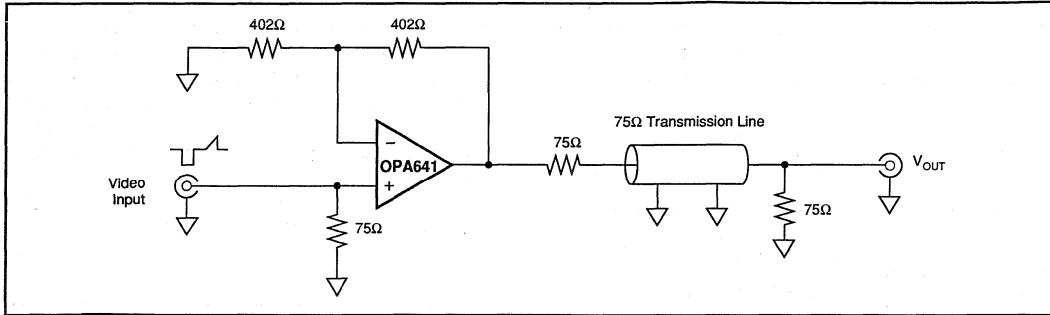 402Ω
402Ω
−
OPA641
+
75Ω
75Ω Transmission Line
75Ω
Video
Input
V_OUT
75Ω